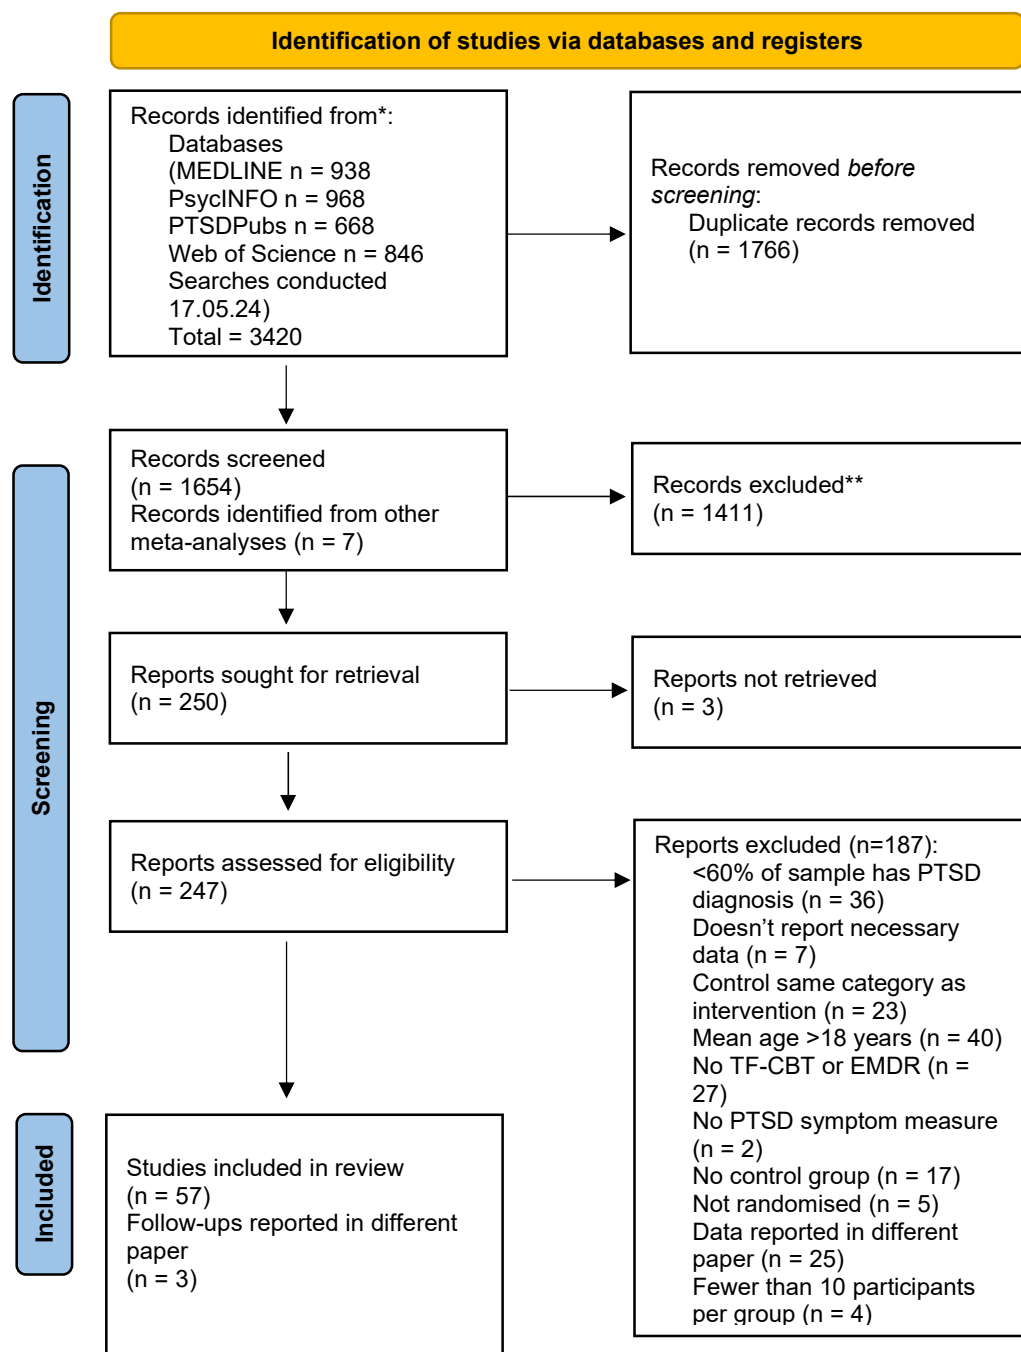 Identification of studies via databases and registers
Identification
Records identified from*:
Databases
(MEDLINE n = 938
PsycINFO n = 968
PTSDPubs n = 668
Web of Science n = 846
Searches conducted
17.05.24)
Total = 3420
Records removed before
screening:
Duplicate records removed
(n = 1766)
Screening
Records screened
(n = 1654)
Records identified from other
meta-analyses (n = 7)
Records excluded**
(n = 1411)
Reports sought for retrieval
(n = 250)
Reports not retrieved
(n = 3)
Reports assessed for eligibility
(n = 247)
Reports excluded (n=187):
<60% of sample has PTSD
diagnosis (n = 36)
Doesn’t report necessary
data (n = 7)
Control same category as
intervention (n = 23)
Mean age >18 years (n = 40)
No TF-CBT or EMDR (n =
27)
No PTSD symptom measure
(n = 2)
No control group (n = 17)
Not randomised (n = 5)
Data reported in different
paper (n = 25)
Fewer than 10 participants
per group (n = 4)
Included
Studies included in review
(n = 57)
Follow-ups reported in different
paper
(n = 3)